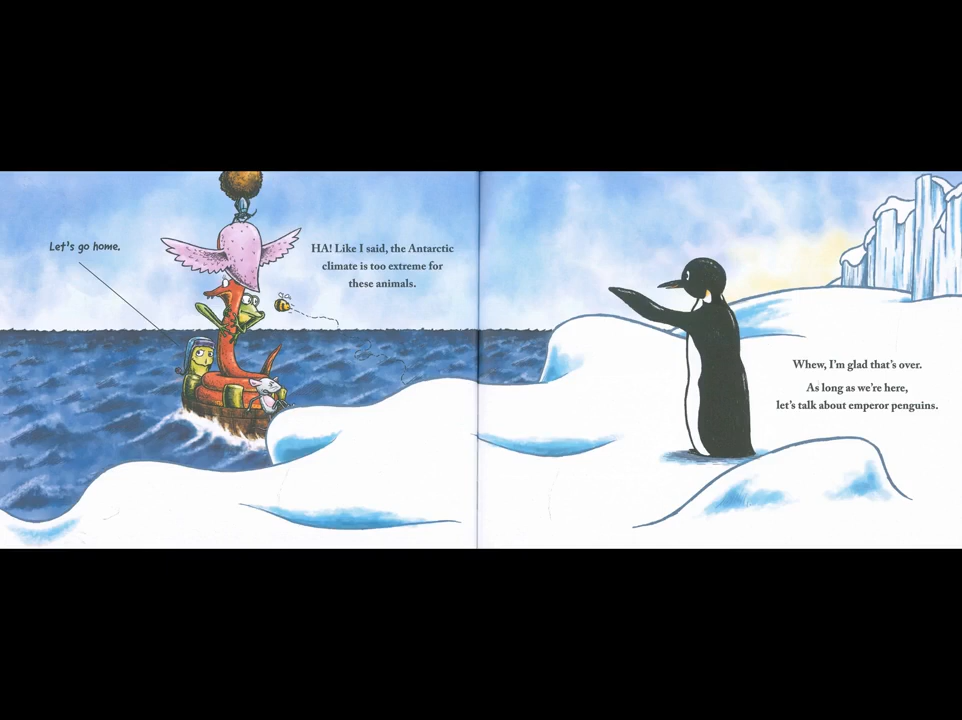 Let's go home.
HA! Like I said, the Antarctic
climate is too extreme for
these animals.
Whew, I'm glad that's over.
As long as we're here,
let's talk about emperor penguins.